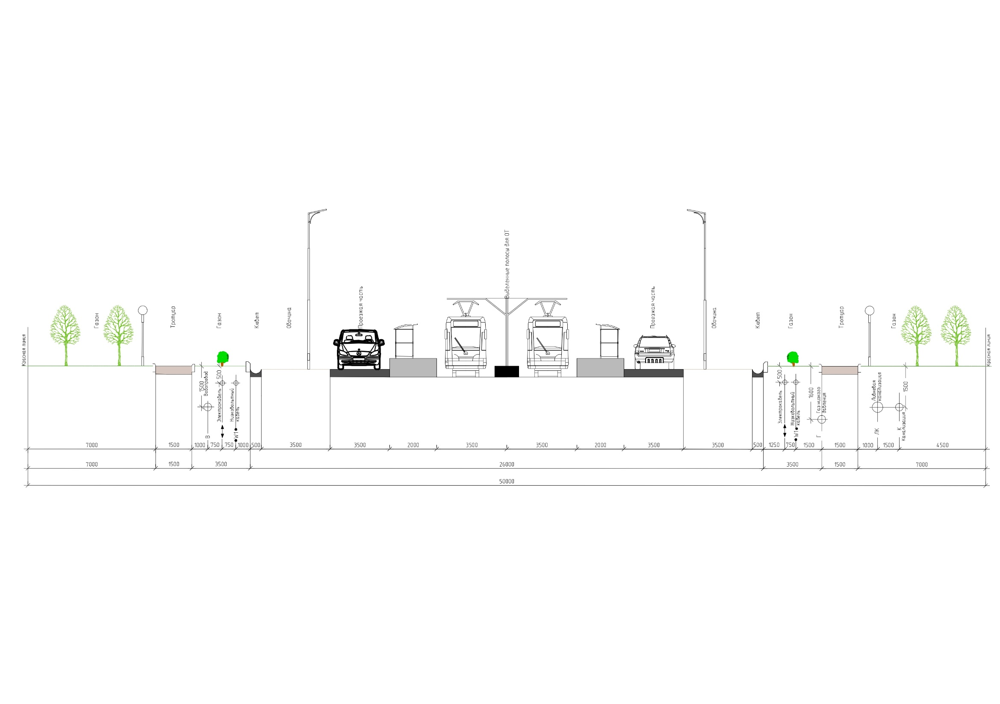 Выделенные полосы для ОТ
Красная линия
Газон
Тротуар
Газон
Кювет
Обочина
Проезжая часть
Проезжая часть
Обочина
Кювет
Газон
Тротуар
Газон
Красная линия
1500
Водопровод
500
Электрокабель
Низковольтный
кабель
В
W1
500
Электрокабель
Низковольтный
кабель
W1
1600
Газ низкого
давления
Г
Ливневая
канализация
ЛК
1500
К
канализация
7000
1500
1000
750
750
1000
500
3500
3500
2000
3500
3500
2000
3500
3500
500
1250
750
1500
1500
1000
1500
4500
7000
1500
3500
26000
3500
1500
7000
50000